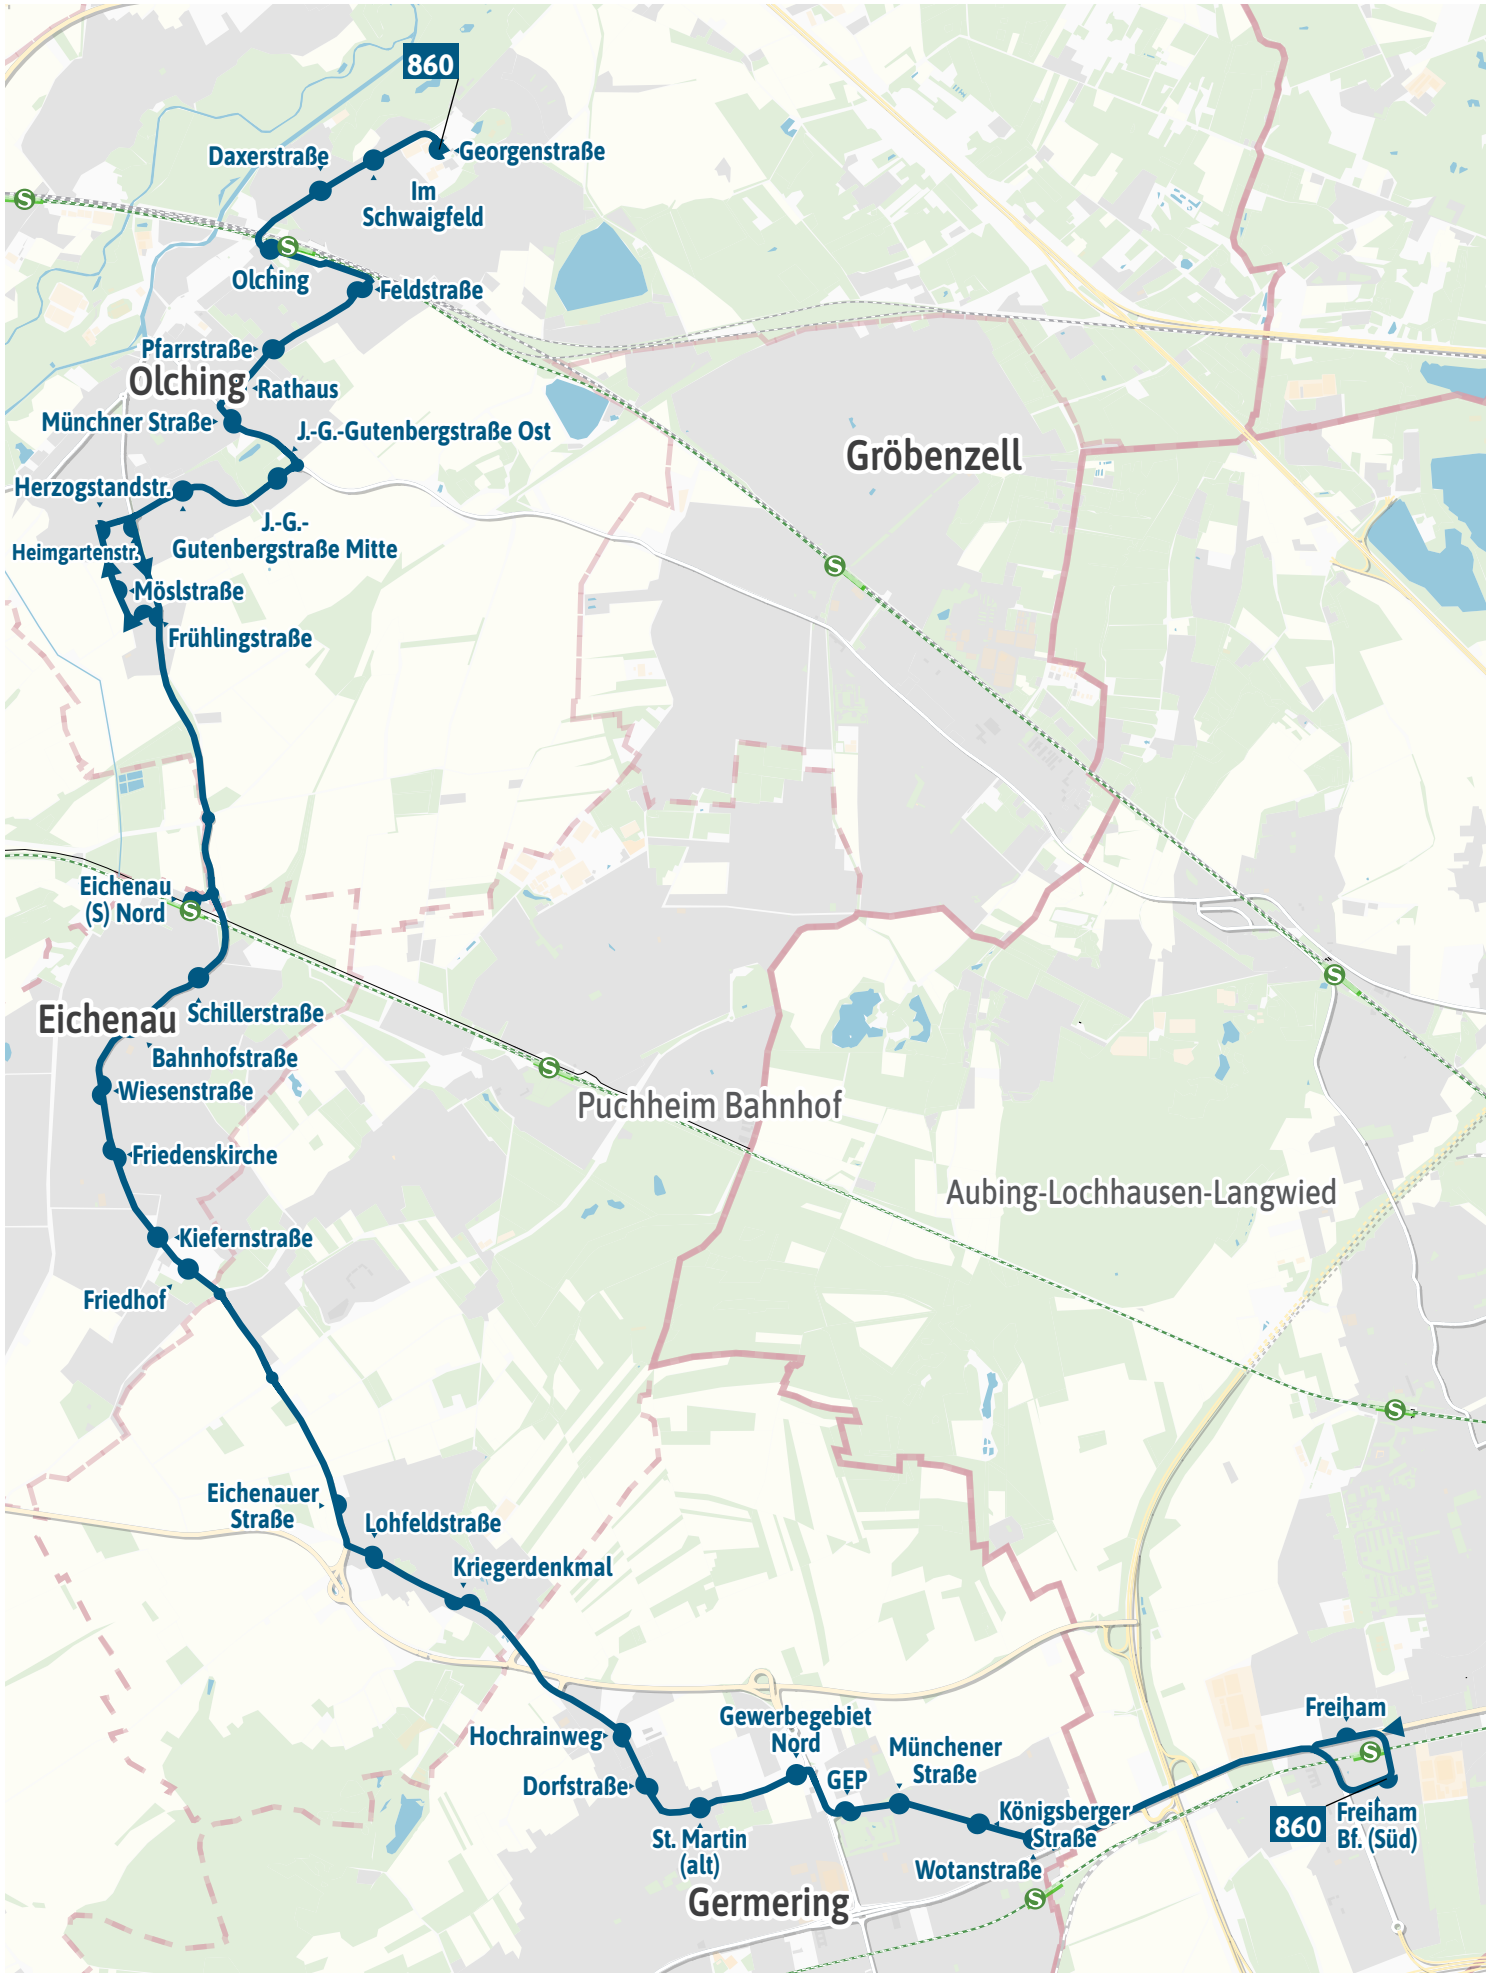 860
Daxerstraße
Georgenstraße
Im
Schwaigfeld
S
S
Olching
Feldstraße
Pfarrstraße
Olching
Rathaus
Münchner Straße
J.-G.-Gutenbergstraße Ost
Gröbenzell
Herzogstandstr.
J.-G.-
Gutenbergstraße Mitte
Heimgartenstr.
S
Möslstraße
Frühlingstraße
Eichenau
(S) Nord
S
S
Eichenau
Schillerstraße
Bahnhofstraße
S
Wiesenstraße
Puchheim Bahnhof
Friedenskirche
Aubing-Lochhausen-Langwied
Kiefernstraße
Friedhof
S
Eichenauer
Straße
Lohfeldstraße
Kriegerdenkmal
Hochrainweg
Gewerbegebiet
Nord
Freiham
S
Münchener
Straße
Dorfstraße
GEP
St. Martin
(alt)
Königsberger
Straße
860
Freiham
Bf. (Süd)
Wotanstraße
S
Germering